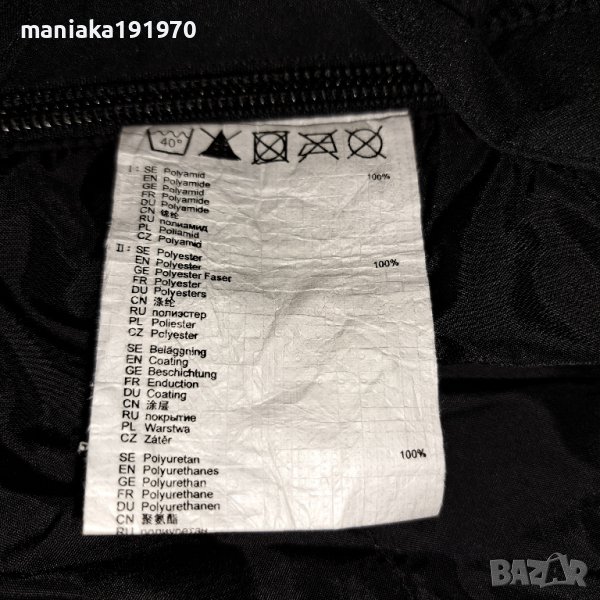 maniaka191970
40°
I: SE Polyamid 100%
EN Polyamide
GE Polyamid
FR Polyamide
DU Polyamide
CN 锦纶
RU полиамид
PL Poliamid
CZ Polyamid
II: SE Polyester 100%
EN Polyester
GE Polyester Faser
FR Polyester
DU Polyesters
CN 涤纶
RU полиэстер
PL Poliester
CZ Polyester
SE Beläggning
EN Coating
GE Beschichtung
FR Enduction
DU Coating
CN 涂层
RU покрытие
PL Warstwa
CZ Zátěr
SE Polyuretan 100%
EN Polyurethanes
GE Polyurethan
FR Polyurethane
DU Polyurethanen
CN 聚氨酯
RU полиуретан
BAZAR